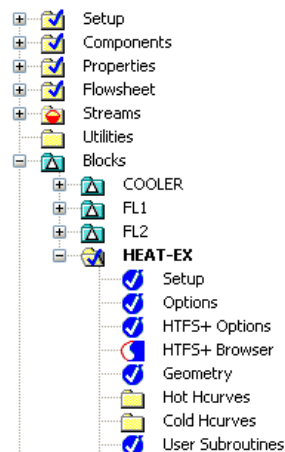 Setup
Components
Properties
Flowsheet
Streams
Utilities
Blocks
COOLER
FL1
FL2
HEAT-EX
Setup
Options
HTFS+ Options
HTFS+ Browser
Geometry
Hot Hcurves
Cold Hcurves
User Subroutines